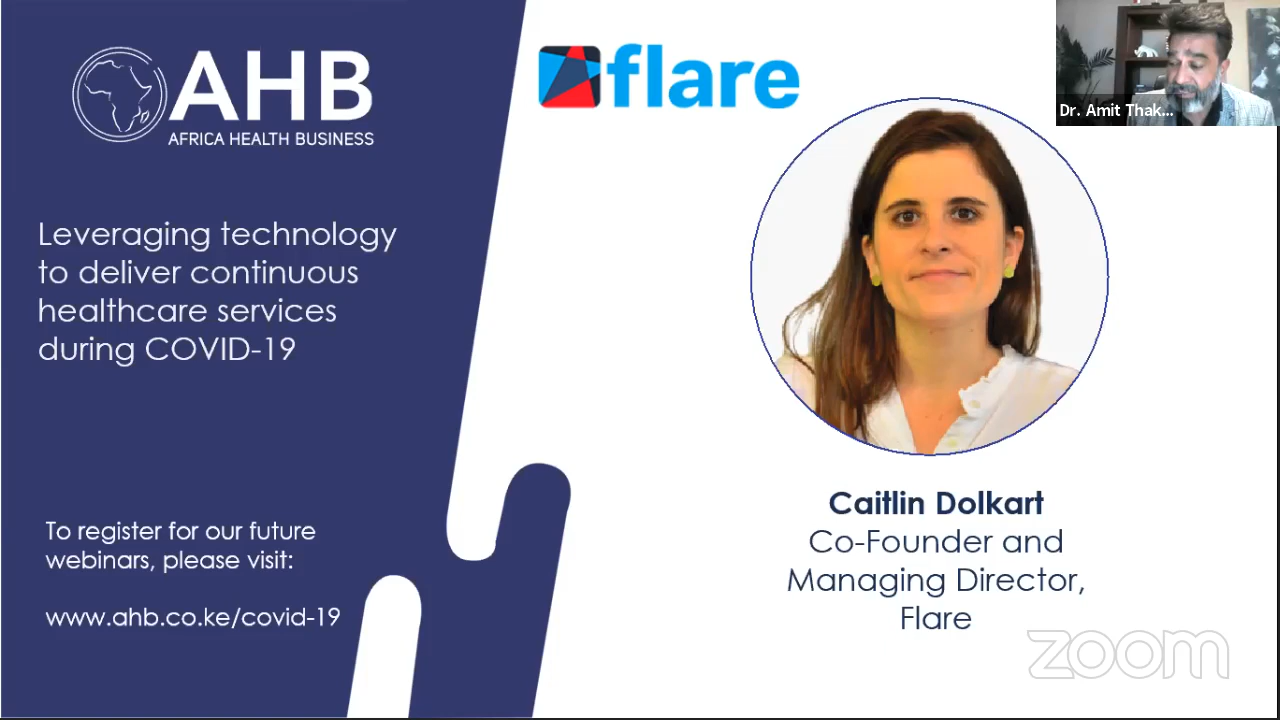 AHB
AFRICA HEALTH BUSINESS
flare
Dr. Amit Thak...
Leveraging technology
to deliver continuous
healthcare services
during COVID-19
To register for our future
webinars, please visit:
www.ahb.co.ke/covid-19
Caitlin Dolkart
Co-Founder and
Managing Director,
Flare
zoom